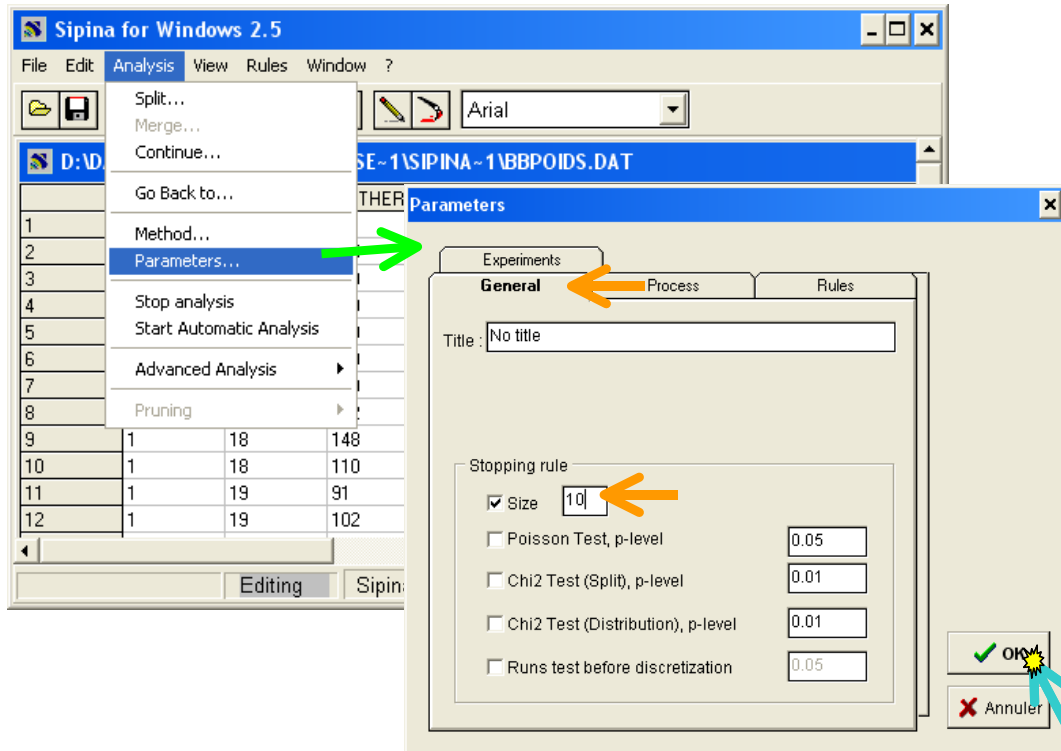 Sipina for Windows 2.5
File Edit Analysis View Rules Window ?
Arial
Split...
Merge...
Continue...
Go Back to...
Method...
Parameters...
Stop analysis
Start Automatic Analysis
Advanced Analysis
Pruning
SE~1\SIPINA~1\BBPOIDS.DAT
D:\D
THER
1
2
3
4
5
6
7
8
9 1 18 148
10 1 18 110
11 1 19 91
12 1 19 102
Editing Sipin
Parameters
Experiments
General Process Rules
Title : No title
Stopping rule
Size 10
Poisson Test, p-level 0.05
Chi2 Test (Split), p-level 0.01
Chi2 Test (Distribution), p-level 0.01
Runs test before discretization 0.05
OK
Annuler